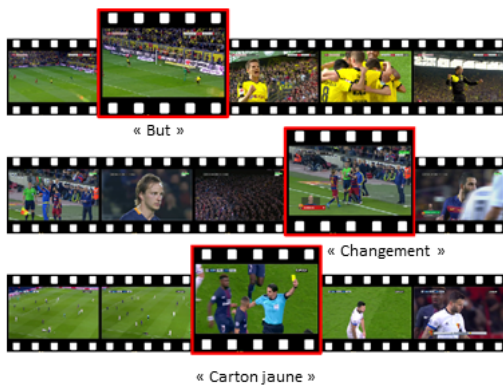 « But »
« Changement »
« Carton jaune »